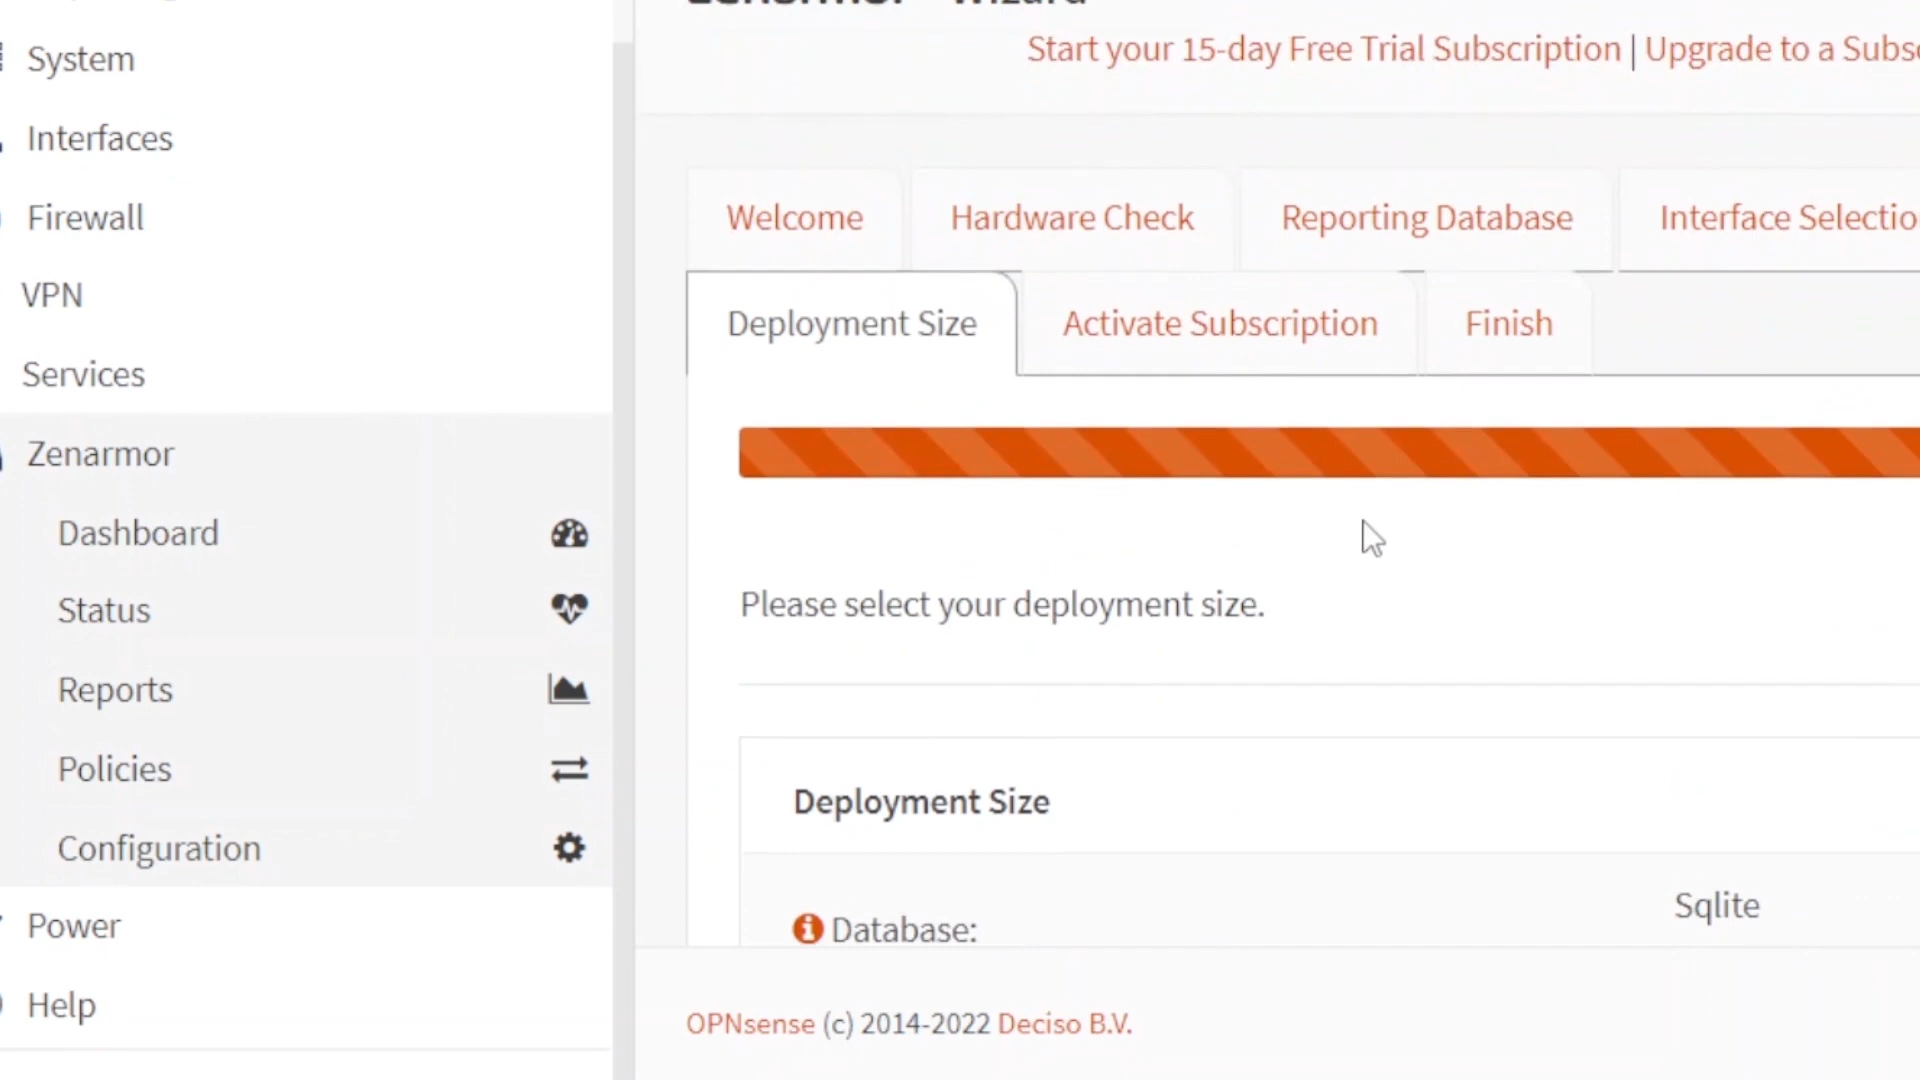 System
Interfaces
Firewall
VPN
Services
Zenarmor
Dashboard
Status
Reports
Policies
Configuration
Power
Help
Wizard
Start your 15-day Free Trial Subscription | Upgrade to a
Welcome
Hardware Check
Reporting Database
Interface
Deployment Size
Activate Subscription
Finish
Please select your deployment size.
Deployment Size
Database:
Sqlite
OPNsense (c) 2014-2022 Deciso B.V.